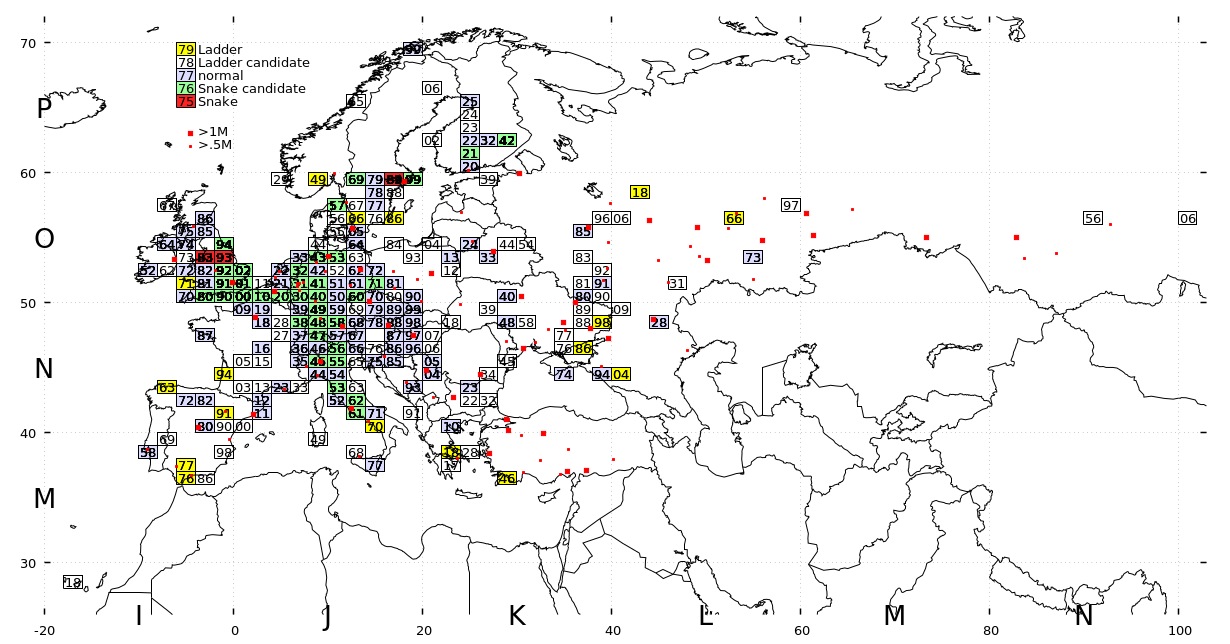 70
99
79 Ladder
78 Ladder candidate
77 normal
76 Snake candidate
75 Snake
P
06
65 25
24
>1M
23
>.5M
02 22 32 42
21
20
60
29 49 69 79 99 39
78 88 18
67 57 67 77 97
86 56 66 76 86 96 06 66 56 06
75 85 55 65 85
O
64 74 94 44 64 84 04 24 44 54
73 83 93 33 43 53 63 93 13 33 83 73
52 62 72 82 92 02 22 32 42 52 62 72 12 92
71 81 91 01 11 21 31 41 51 61 71 81 81 91 31
50
70 80 90 00 10 20 30 40 50 60 70 80 90 40 80 90
09 19 39 49 59 69 79 89 99 39 89 09
18 28 38 48 58 68 78 88 98 18 48 58 88 98 28
87 27 37 47 57 67 87 97 07 77
16 36 46 56 66 76 86 96 06 76 86
05 15 35 45 55 65 75 85 05 45
N
94 44 54 04 34 74 94 04
63 03 13 23 33 53 63 93 23
72 82 12 52 62 22 32
91 11 61 71 91
40
80 90 00 70 10
69 49
58 98 68 18 28
77 77 17
76 86 46
M
30
18
I J K L M N
-20 0 20 40 60 80 100